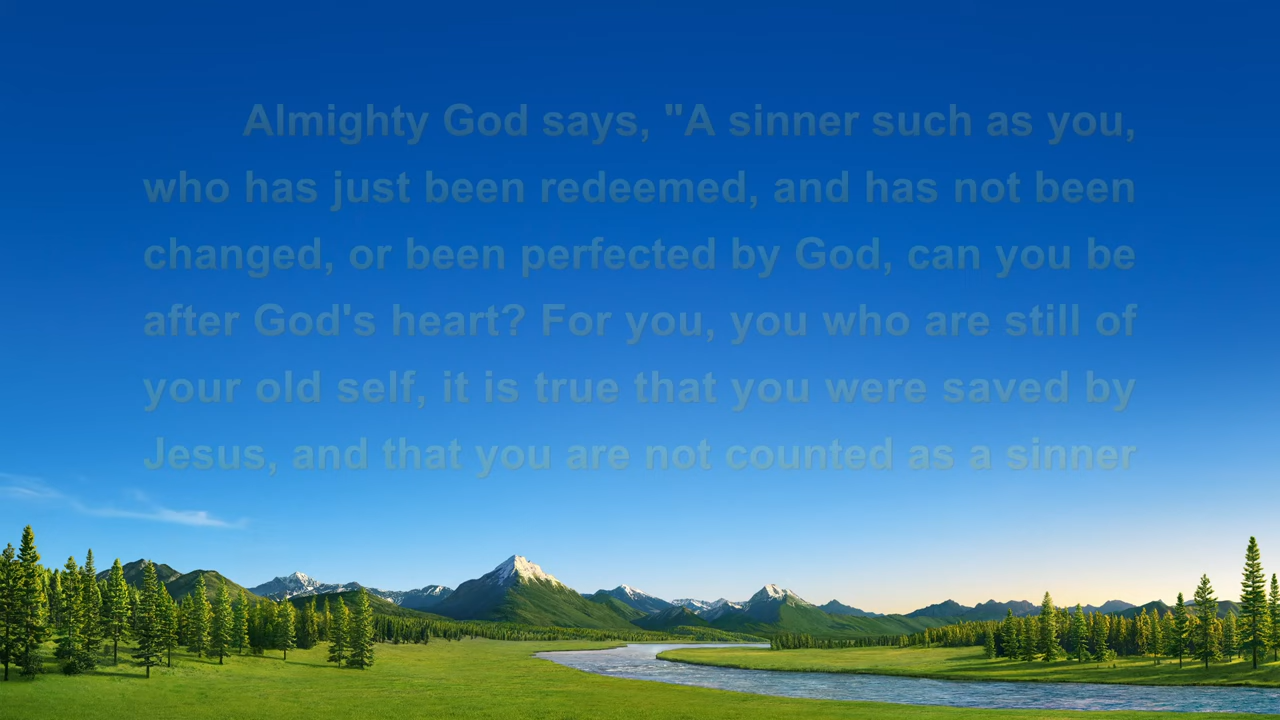 Almighty God says, "A sinner such as you,
who has just been redeemed, and has not been
changed, or been perfected by God, can you be
after God's heart? For you, you who are still of
your old self, it is true that you were saved by
Jesus, and that you are not counted as a sinner